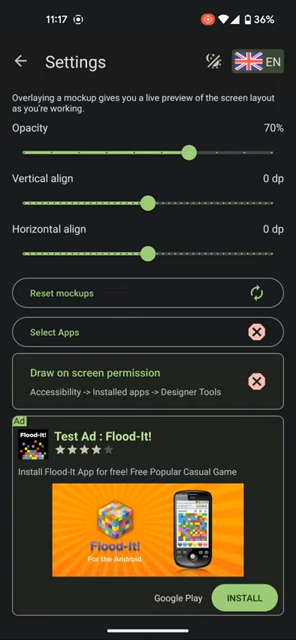 11:17
36%
Settings
EN
Overlaying a mockup gives you a live preview of the screen layout
as you're working.
Opacity
70%
Vertical align
0 dp
Horizontal align
0 dp
Reset mockups
Select Apps
Draw on screen permission
Accessibility -> Installed apps -> Designer Tools
Ad
Flood-It!
Test Ad : Flood-It!
Install Flood-It App for free! Free Popular Casual Game
Flood-It!
For the Android
Google Play
INSTALL